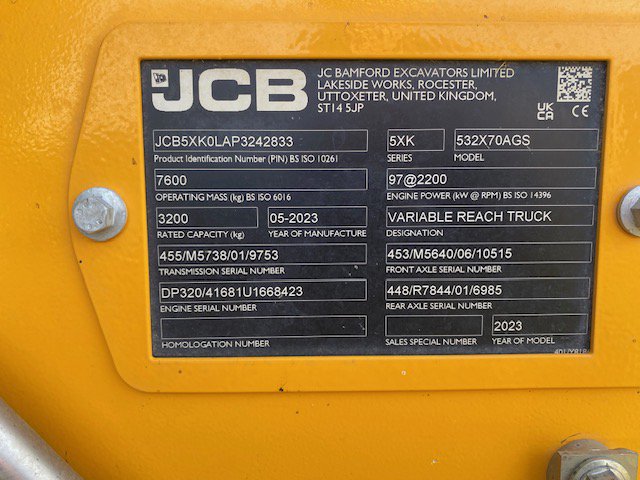 JCB
JC BAMFORD EXCAVATORS LIMITED
LAKESIDE WORKS, ROCESTER,
UTTOXETER, UNITED KINGDOM,
ST14 5JP
UK
CA
CE
JCB5XK0LAP3242833
Product Identification Number (PIN) BS ISO 10261
5XK
SERIES
532X70AGS
MODEL
7600
OPERATING MASS (kg) BS ISO 6016
97@2200
ENGINE POWER (kW @ RPM) BS ISO 14396
3200
RATED CAPACITY (kg)
05-2023
YEAR OF MANUFACTURE
VARIABLE REACH TRUCK
DESIGNATION
455/M5738/01/9753
TRANSMISSION SERIAL NUMBER
453/M5640/06/10515
FRONT AXLE SERIAL NUMBER
DP320/41681U1668423
ENGINE SERIAL NUMBER
448/R7844/01/6985
REAR AXLE SERIAL NUMBER
HOMOLOGATION NUMBER
SALES SPECIAL NUMBER
2023
YEAR OF MODEL